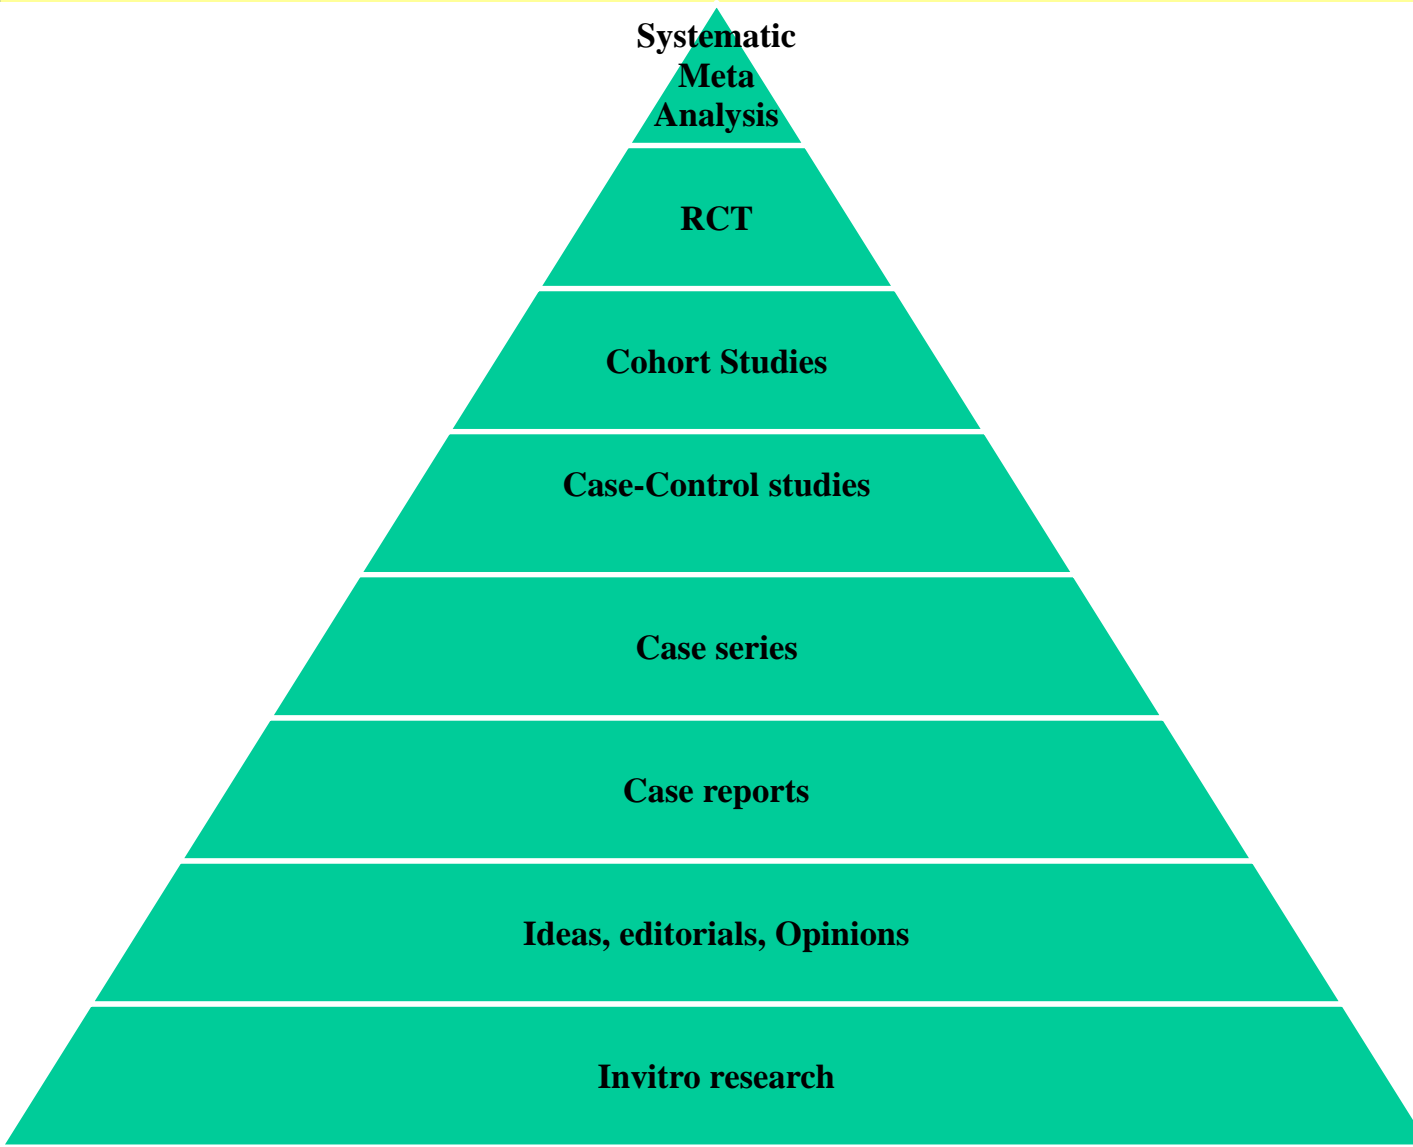 Systematic
Meta
Analysis
RCT
Cohort Studies
Case-Control studies
Case series
Case reports
Ideas, editorials, Opinions
Invitro research